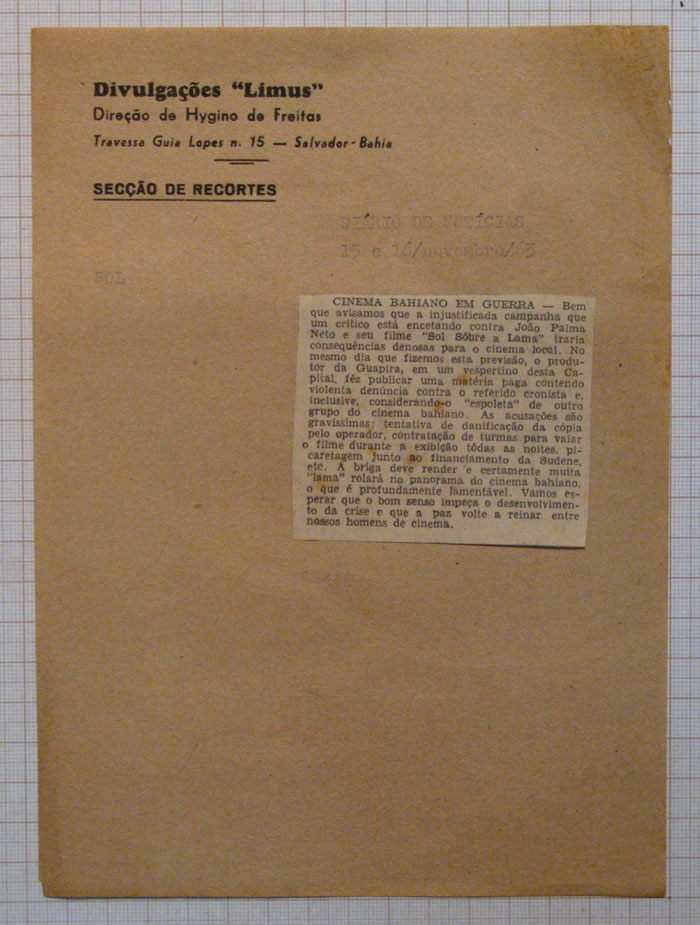 Divulgações "Limus"
Direção de Hygino de Freitas
Travessa Guia Lopes n. 15 — Salvador-Bahia
SECÇÃO DE RECORTES
DIÁRIO DE NOTÍCIAS
15 e 16/novembro/63
SOL
CINEMA BAHIANO EM GUERRA — Bem
que avisamos que a injustificada campanha que
um crítico está encetando contra João Palma
Neto e seu filme "Sol Sôbre a Lama" traria
consequências denosas para o cinema local. No
mesmo dia que fizemos esta previsão, o produ-
tor da Guapira, em um vespertino desta Ca-
pital, fêz publicar uma matéria paga contendo
violenta denúncia contra o referido cronista e,
inclusive, considerando-o "espoleta" de outro
grupo do cinema bahiano. As acusações são
gravíssimas: tentativa de danificação da cópia
pelo operador, contratação de turmas para vaiar
o filme durante a exibição tôdas as noites, pi-
caretagem junto ao financiamento da Sudene,
etc. A briga deve render e certamente muita
"lama" rolará no panorama do cinema bahiano,
o que é profundamente lamentável. Vamos es-
perar que o bom senso impeça o desenvolvimen-
to da crise e que a paz volte a reinar entre
nossos homens de cinema.